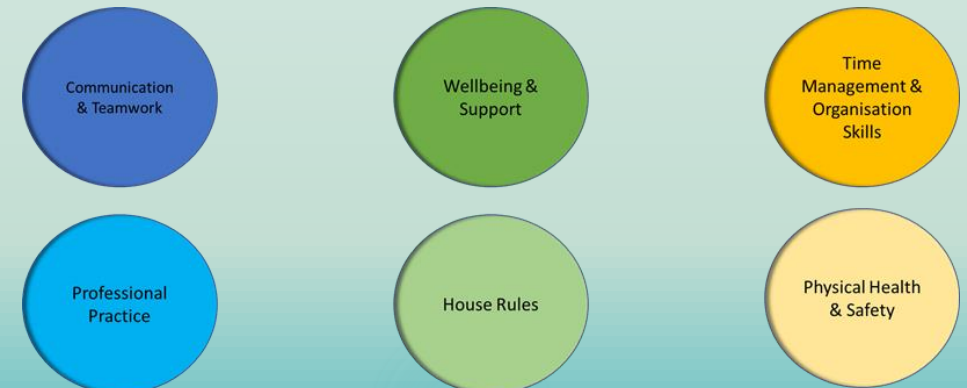 Communication
& Teamwork
Wellbeing &
Support
Time
Management &
Organisation
Skills
Professional
Practice
House Rules
Physical Health
& Safety